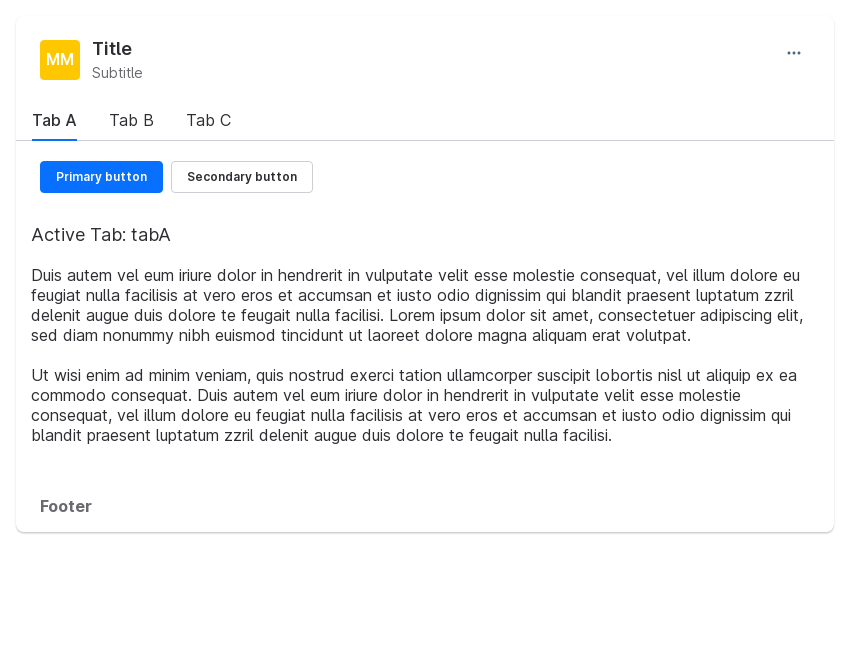 MM
Title
Subtitle
Tab A Tab B Tab C
Primary button Secondary button
Active Tab: tabA
Duis autem vel eum iriure dolor in hendrerit in vulputate velit esse molestie consequat, vel illum dolore eu
feugiat nulla facilisis at vero eros et accumsan et iusto odio dignissim qui blandit praesent luptatum zzril
delenit augue duis dolore te feugait nulla facilisi. Lorem ipsum dolor sit amet, consectetuer adipiscing elit,
sed diam nonummy nibh euismod tincidunt ut laoreet dolore magna aliquam erat volutpat.
Ut wisi enim ad minim veniam, quis nostrud exerci tation ullamcorper suscipit lobortis nisl ut aliquip ex ea
commodo consequat. Duis autem vel eum iriure dolor in hendrerit in vulputate velit esse molestie
consequat, vel illum dolore eu feugiat nulla facilisis at vero eros et accumsan et iusto odio dignissim qui
blandit praesent luptatum zzril delenit augue duis dolore te feugait nulla facilisi.
Footer